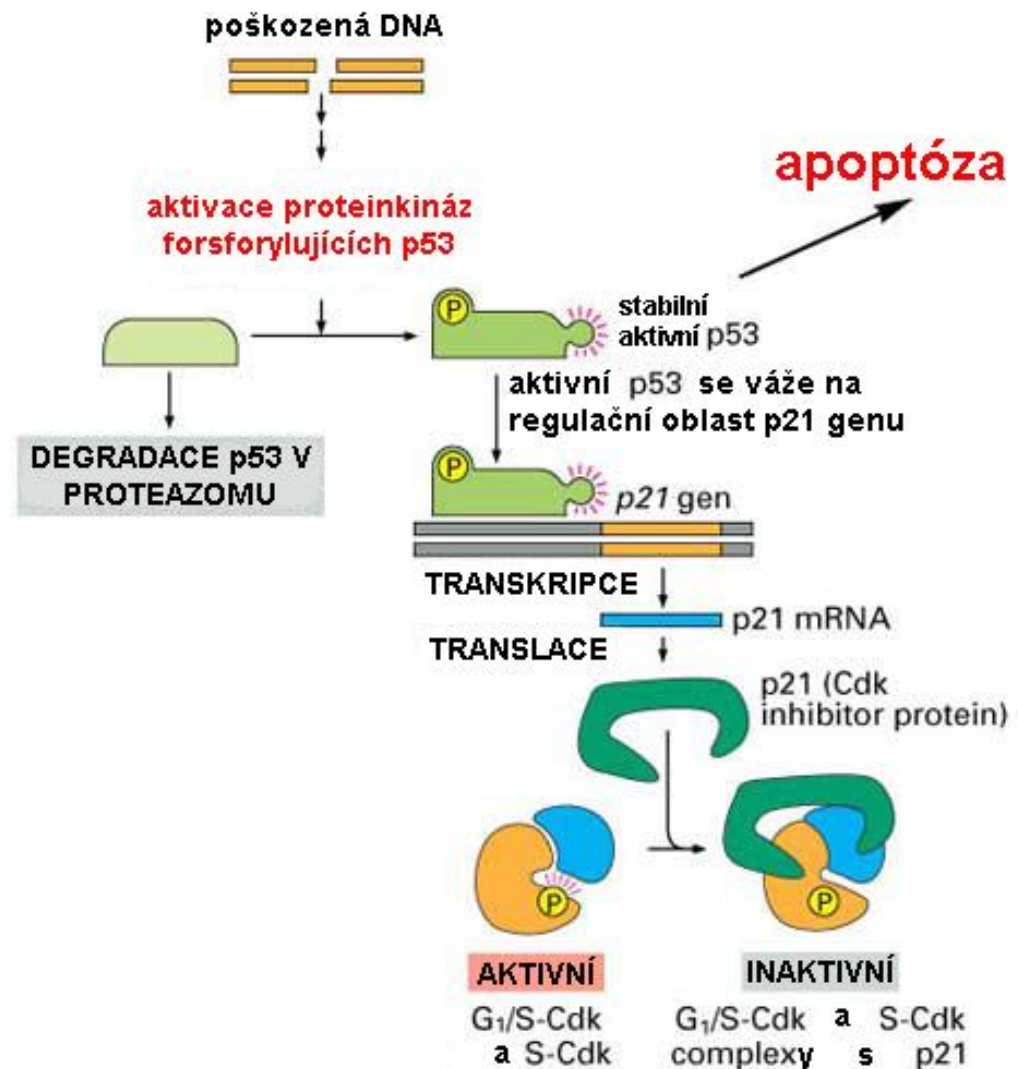 poškozená DNA
apoptóza
aktivace proteinkináz
forsforylujících p53
P
stabilní
aktivní p53
aktivní p53 se váže na
regulační oblast p21 genu
DEGRADACE p53 V
PROTEAZOMU
P
p21 gen
TRANSKRIPCE
p21 mRNA
TRANSLACE
p21 (Cdk
inhibitor protein)
P
P
AKTIVNÍ
G₁/S-Cdk
a S-Cdk
INAKTIVNÍ
G₁/S-Cdk a S-Cdk
complexy s p21